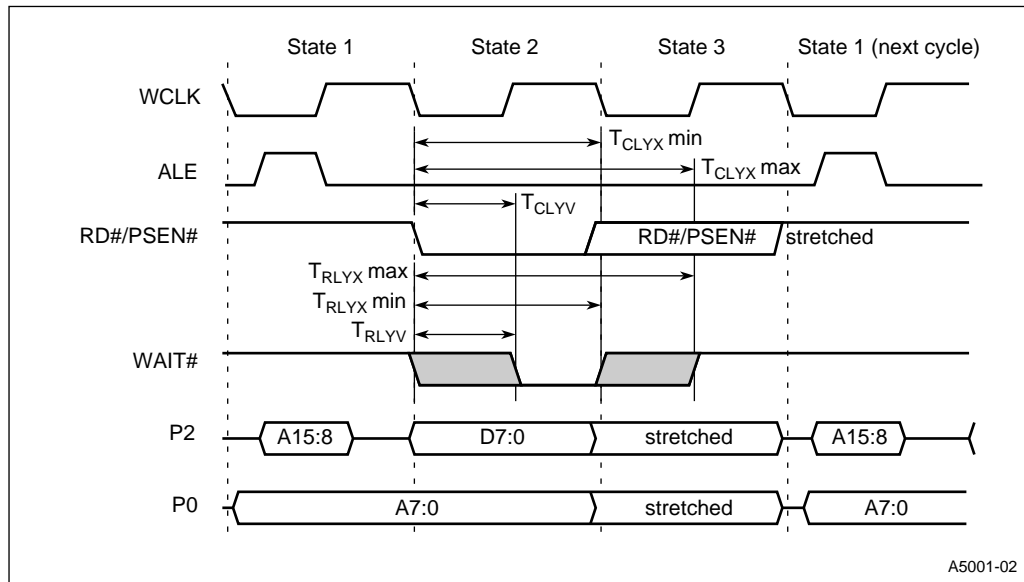 State 1 State 2 State 3 State 1 (next cycle)
WCLK
T_CLYX min
ALE
T_CLYX max
T_CLYV
RD#/PSEN# RD#/PSEN# stretched
T_RLYX max
T_RLYX min
T_RLYV
WAIT#
P2 A15:8 D7:0 stretched A15:8
P0 A7:0 stretched A7:0
A5001-02